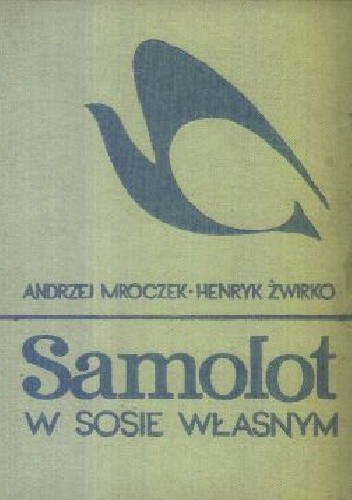 ANDRZEJ MROCZEK • HENRYK ŻWIRKO
Samolot
W SOSIE WŁASNYM